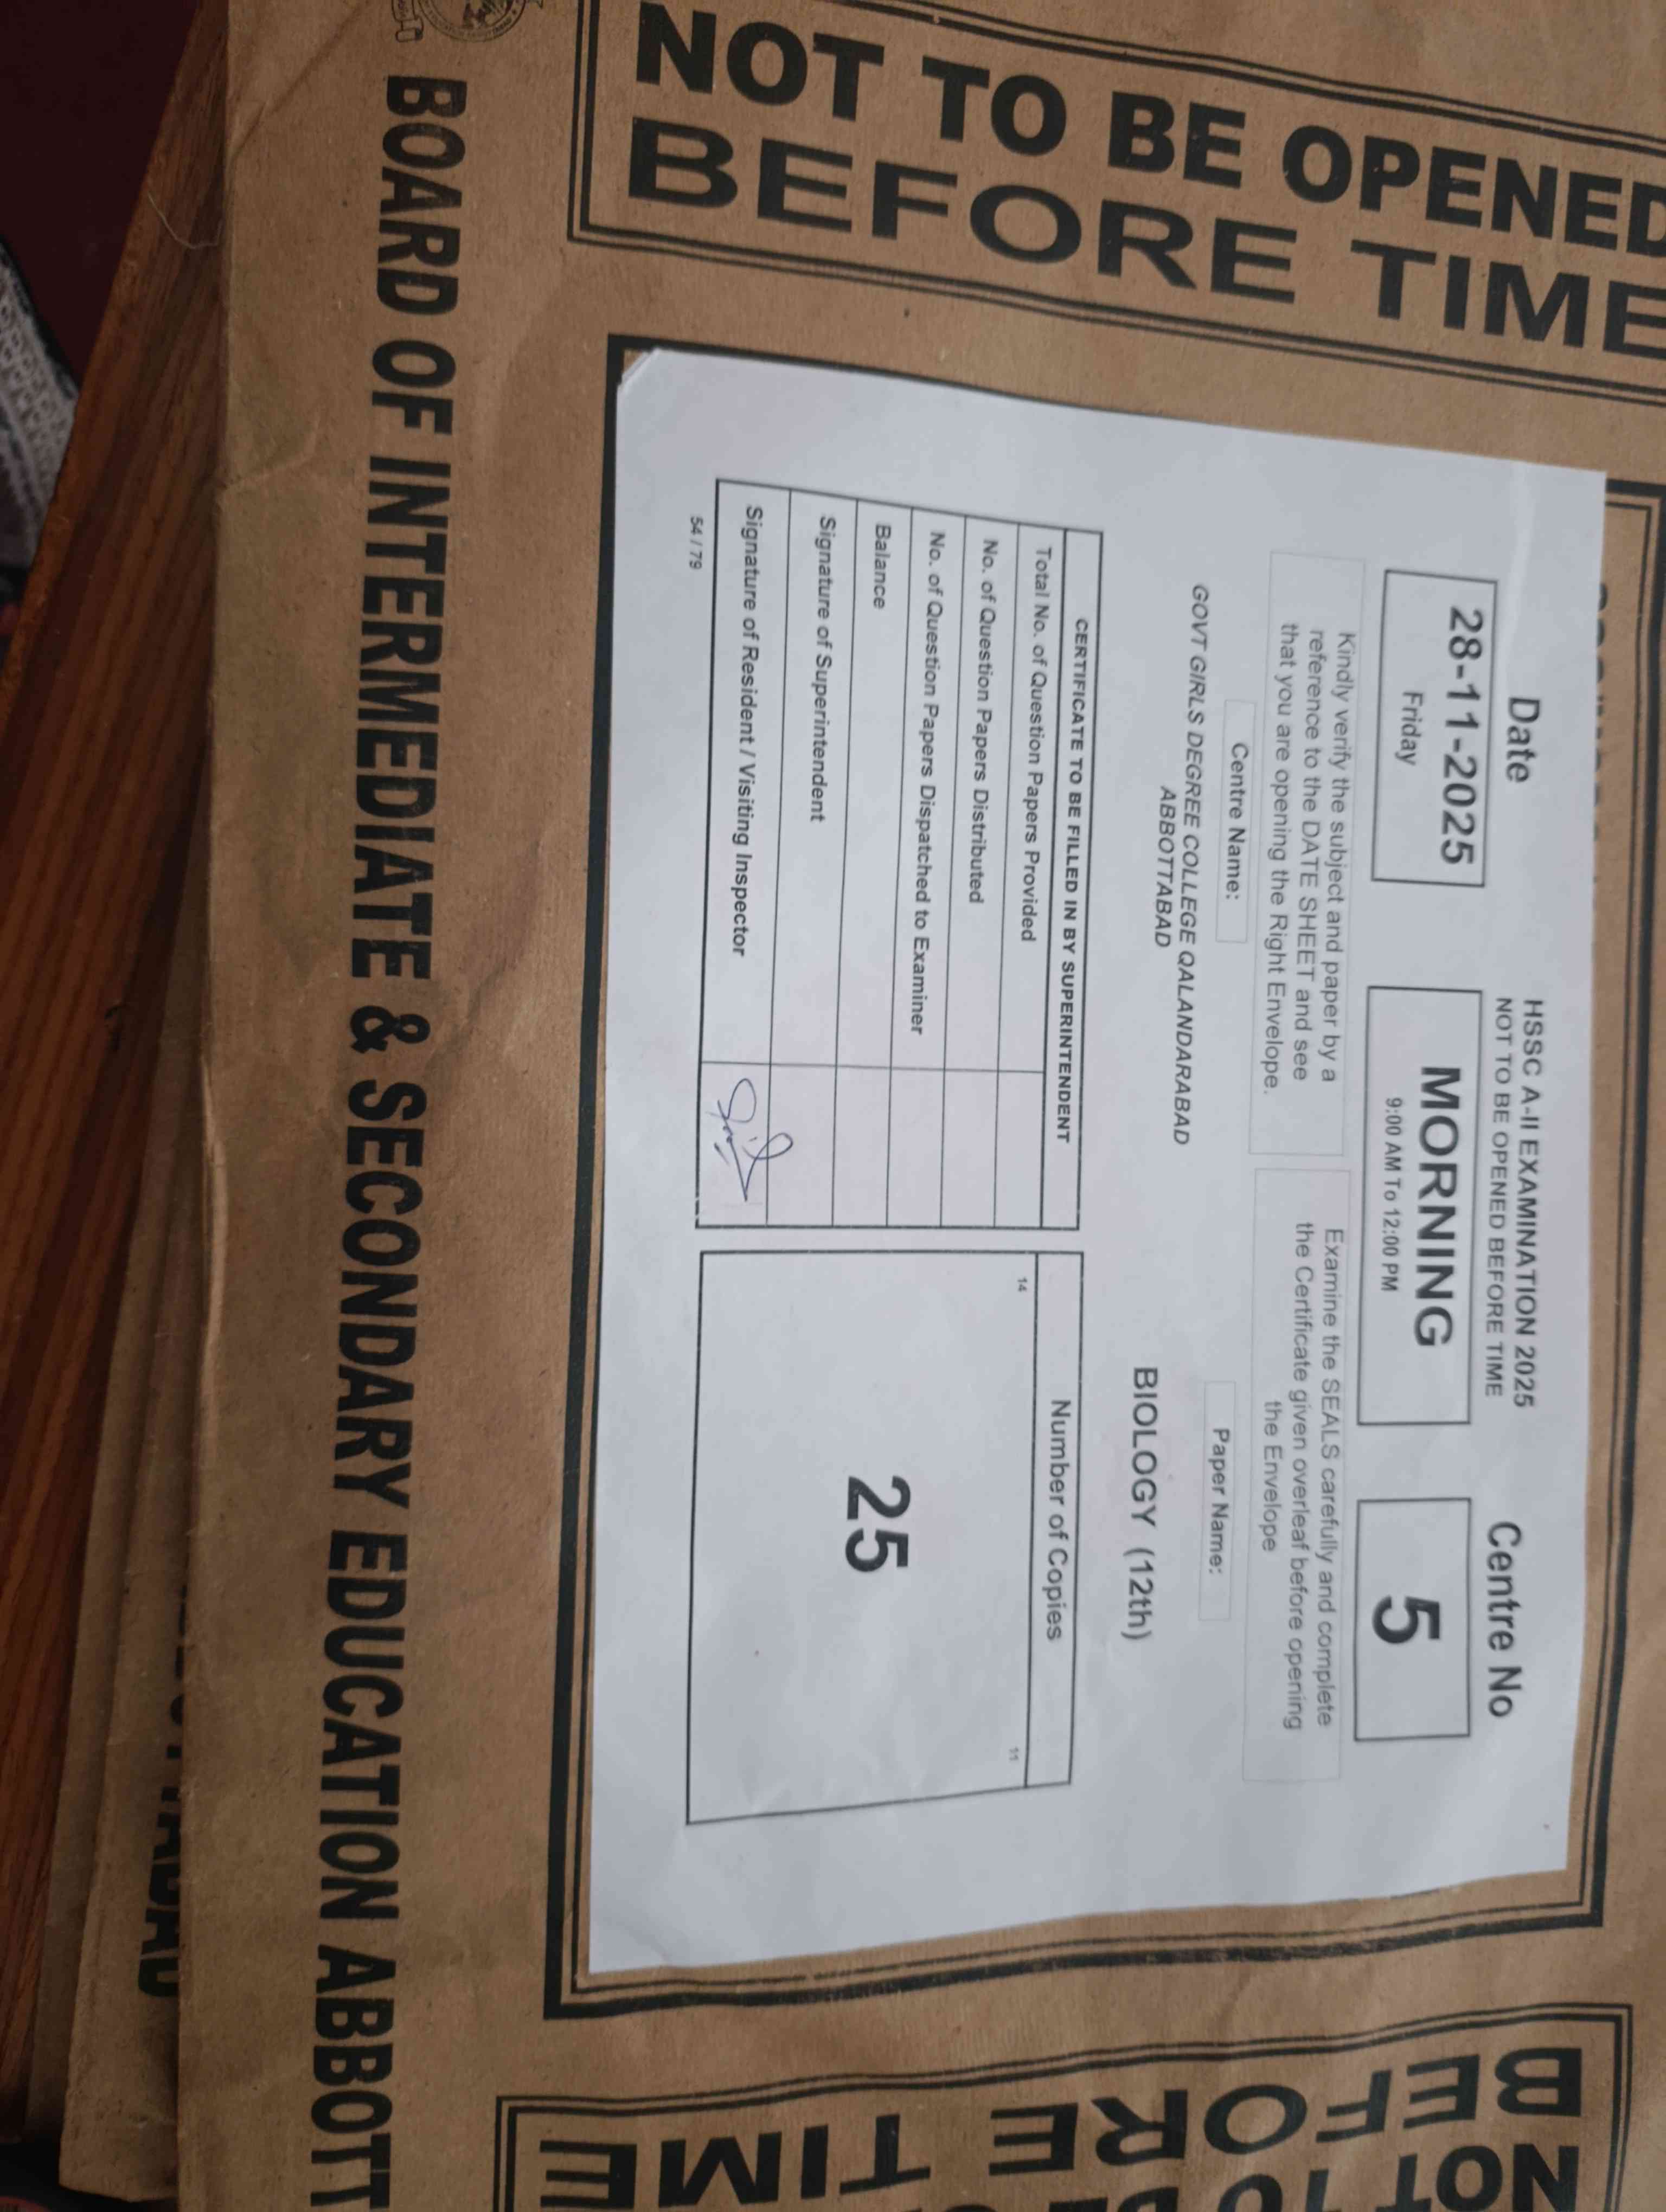 NOT TO BE OPENED
BEFORE TIME
Date
28-11-2025
Friday
HSSC A-II EXAMINATION 2025
NOT TO BE OPENED BEFORE TIME
MORNING
9:00 AM To 12:00 PM
Centre No
5
Kindly verify the subject and paper by a
reference to the DATE SHEET and see
that you are opening the Right Envelope.
Examine the SEALS carefully and complete
the Certificate given overleaf before opening
the Envelope
Centre Name:
GOVT GIRLS DEGREE COLLEGE QALANDARABAD
ABBOTTABAD
Paper Name:
BIOLOGY (12th)
CERTIFICATE TO BE FILLED IN BY SUPERINTENDENT
Total No. of Question Papers Provided
No. of Question Papers Distributed
No. of Question Papers Dispatched to Examiner
Balance
Signature of Superintendent
Signature of Resident / Visiting Inspector
54 / 79
Number of Copies
14
11
25
BOARD OF INTERMEDIATE & SECONDARY EDUCATION ABBOTT
BEFORE TIME